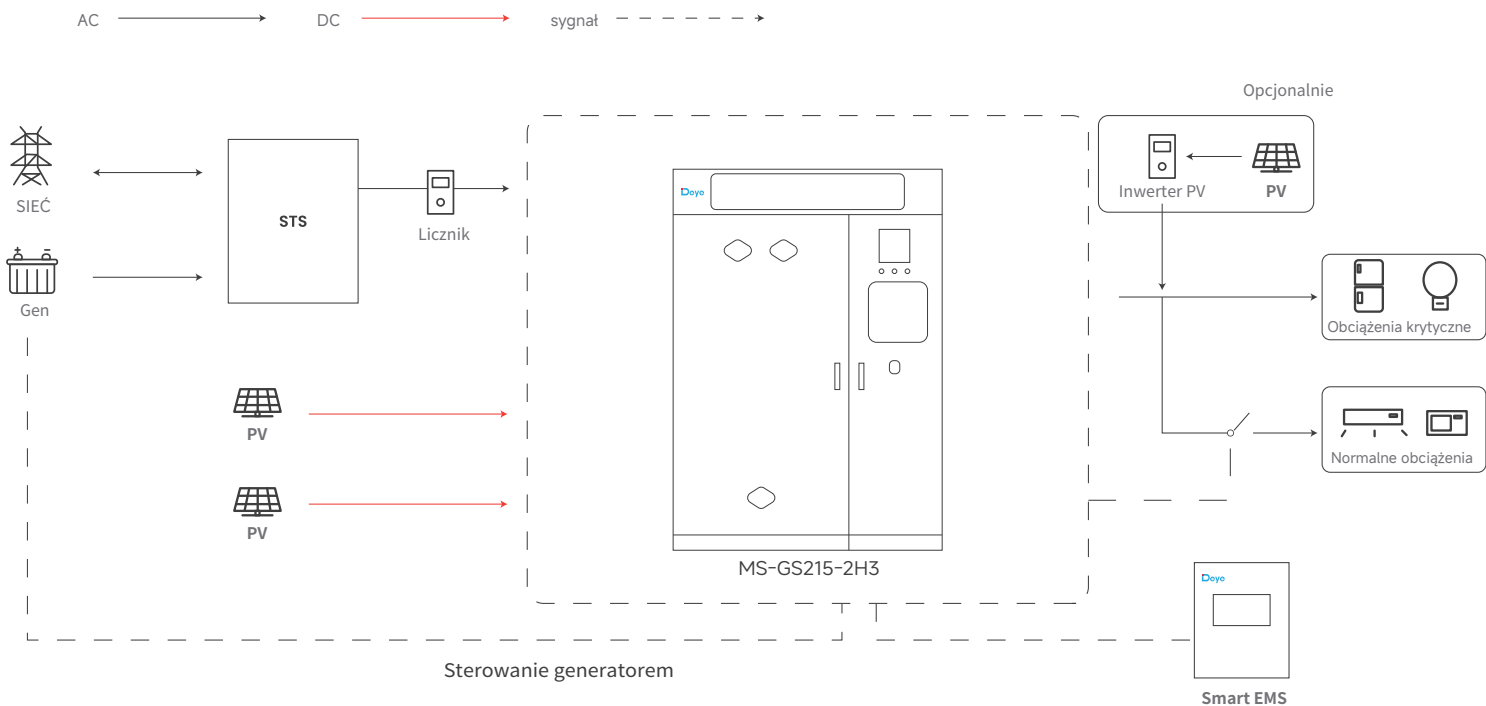 AC
DC
sygnał
Opcjonalnie
SIEĆ
STS
Licznik
Deye
Inwerter PV
PV
+ −
Gen
Obciążenia krytyczne
PV
Normalne obciążenia
PV
MS-GS215-2H3
Deye
Sterowanie generatorem
Smart EMS